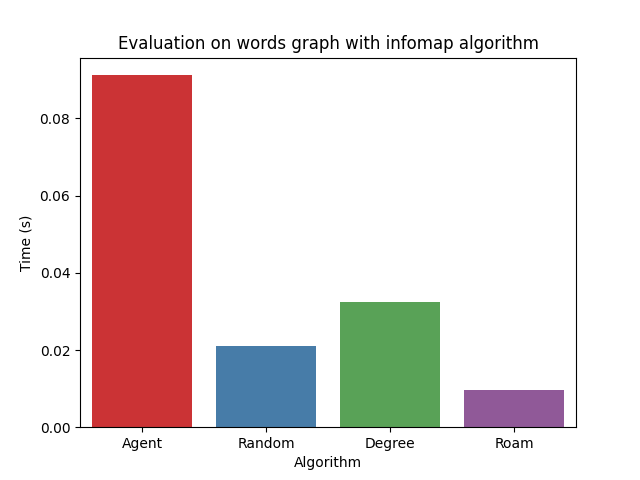 Evaluation on words graph with infomap algorithm
Time (s)
0.08
0.06
0.04
0.02
0.00
Agent
Random
Degree
Roam
Algorithm